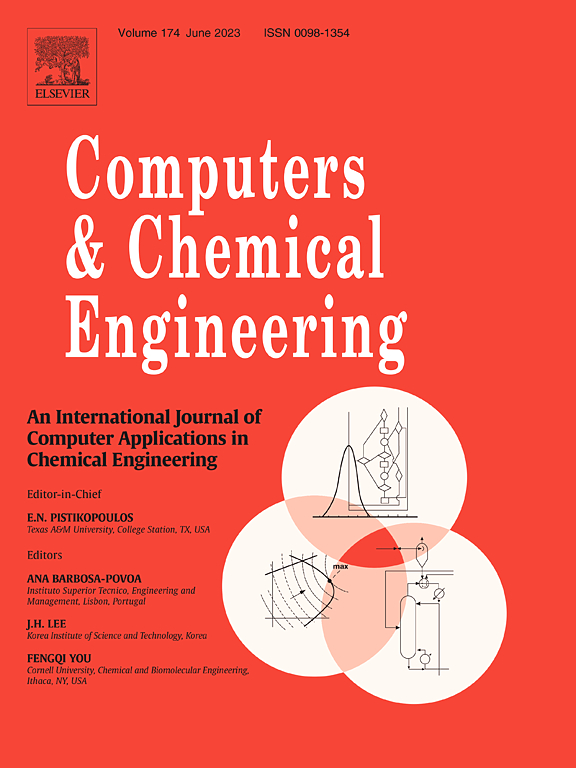 Volume 174 June 2023 ISSN 0098-1354
ELSEVIER
Computers
& Chemical
Engineering
An International Journal of
Computer Applications in
Chemical Engineering
Editor-in-Chief
E.N. PISTIKOPOULOS
Texas A&M University, College Station, TX, USA
Editors
ANA BARBOSA-POVOA
Instituto Superior Tecnico, Engineering and
Management, Lisbon, Portugal
J.H. LEE
Korea Institute of Science and Technology, Korea
FENGQI YOU
Cornell University, Chemical and Biomolecular Engineering,
Ithaca, NY, USA
max